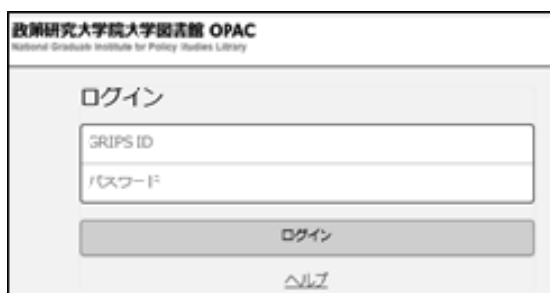 政策研究大学院大学図書館 OPAC
National Graduate Institute for Policy Studies Library
ログイン
GRIPS ID
パスワード
ログイン
ヘルプ